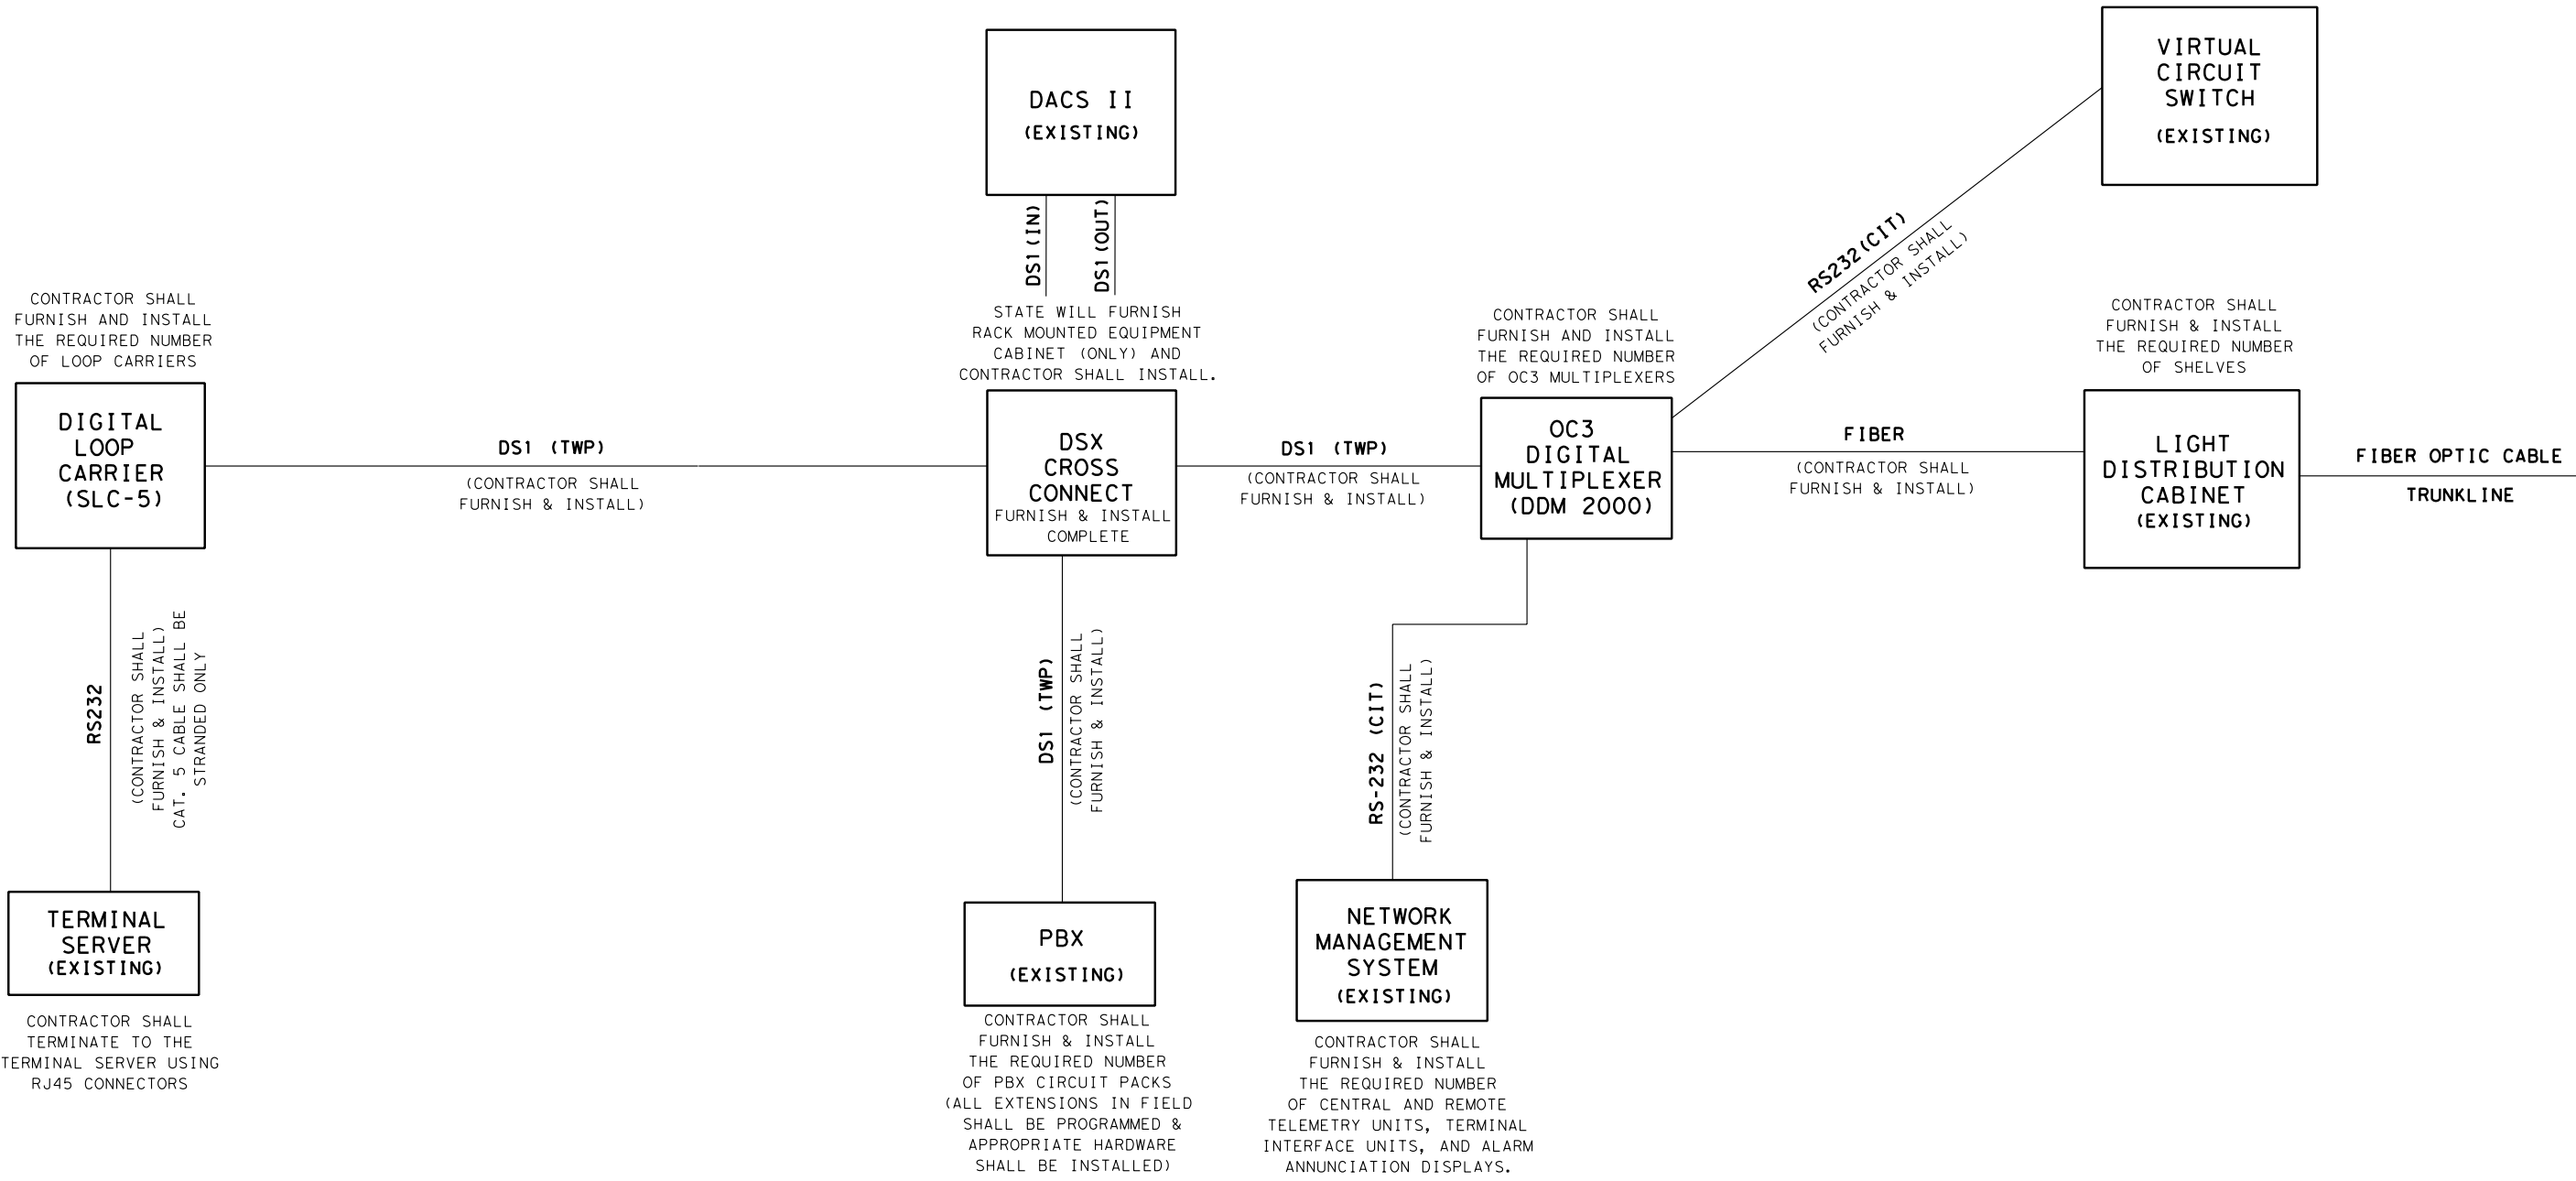 DACS II
(EXISTING)
VIRTUAL
CIRCUIT
SWITCH
(EXISTING)
DS1(IN)
DS1(OUT)
RS232(CIT)
(CONTRACTOR SHALL
FURNISH & INSTALL)
CONTRACTOR SHALL
FURNISH AND INSTALL
THE REQUIRED NUMBER
OF LOOP CARRIERS
DIGITAL
LOOP
CARRIER
(SLC-5)
DS1 (TWP)
(CONTRACTOR SHALL
FURNISH & INSTALL)
STATE WILL FURNISH
RACK MOUNTED EQUIPMENT
CABINET (ONLY) AND
CONTRACTOR SHALL INSTALL.
DSX
CROSS
CONNECT
FURNISH & INSTALL
COMPLETE
DS1 (TWP)
(CONTRACTOR SHALL
FURNISH & INSTALL)
CONTRACTOR SHALL
FURNISH AND INSTALL
THE REQUIRED NUMBER
OF OC3 MULTIPLEXERS
OC3
DIGITAL
MULTIPLEXER
(DDM 2000)
FIBER
(CONTRACTOR SHALL
FURNISH & INSTALL)
CONTRACTOR SHALL
FURNISH & INSTALL
THE REQUIRED NUMBER
OF SHELVES
LIGHT
DISTRIBUTION
CABINET
(EXISTING)
FIBER OPTIC CABLE
TRUNKLINE
RS232
(CONTRACTOR SHALL
FURNISH & INSTALL)
CAT. 5 CABLE SHALL BE
STRANDED ONLY
DS1 (TWP)
(CONTRACTOR SHALL
FURNISH & INSTALL)
RS-232 (CIT)
(CONTRACTOR SHALL
FURNISH & INSTALL)
TERMINAL
SERVER
(EXISTING)
CONTRACTOR SHALL
TERMINATE TO THE
TERMINAL SERVER USING
RJ45 CONNECTORS
PBX
(EXISTING)
CONTRACTOR SHALL
FURNISH & INSTALL
THE REQUIRED NUMBER
OF PBX CIRCUIT PACKS
(ALL EXTENSIONS IN FIELD
SHALL BE PROGRAMMED &
APPROPRIATE HARDWARE
SHALL BE INSTALLED)
NETWORK
MANAGEMENT
SYSTEM
(EXISTING)
CONTRACTOR SHALL
FURNISH & INSTALL
THE REQUIRED NUMBER
OF CENTRAL AND REMOTE
TELEMETRY UNITS, TERMINAL
INTERFACE UNITS, AND ALARM
ANNUNCIATION DISPLAYS.